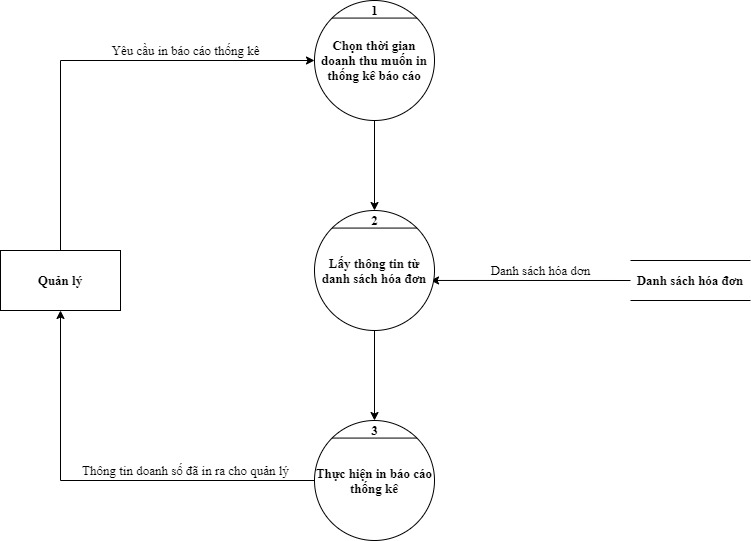 1
Chọn thời gian
doanh thu muốn in
thống kê báo cáo
Yêu cầu in báo cáo thống kê
2
Lấy thông tin từ
danh sách hóa đơn
Quản lý
Danh sách hóa dơn
Danh sách hóa đơn
3
Thực hiện in báo cáo
thống kê
Thông tin doanh số đã in ra cho quản lý